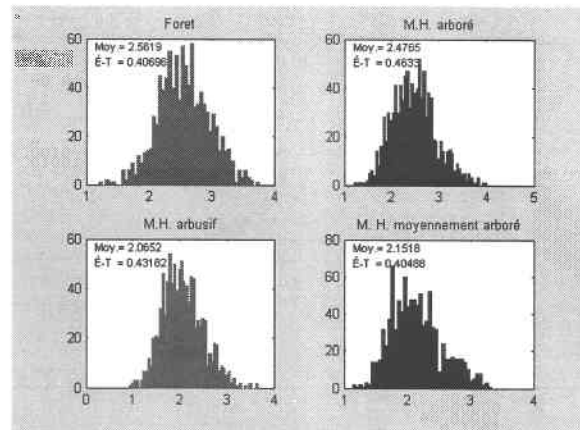 Foret
60
Moy.= 2.5619
É-T = 0.40696
40
20
0
1 2 3 4
M.H. arboré
60
Moy.= 2.4765
É-T = 0.4633
40
20
0
1 2 3 4 5
M.H. arbusif
60
Moy.= 2.0652
É-T = 0.43182
40
20
0
0 1 2 3 4
M. H. moyennement arboré
80
Moy.= 2.1518
É-T = 0.40488
60
40
20
0
1 2 3 4